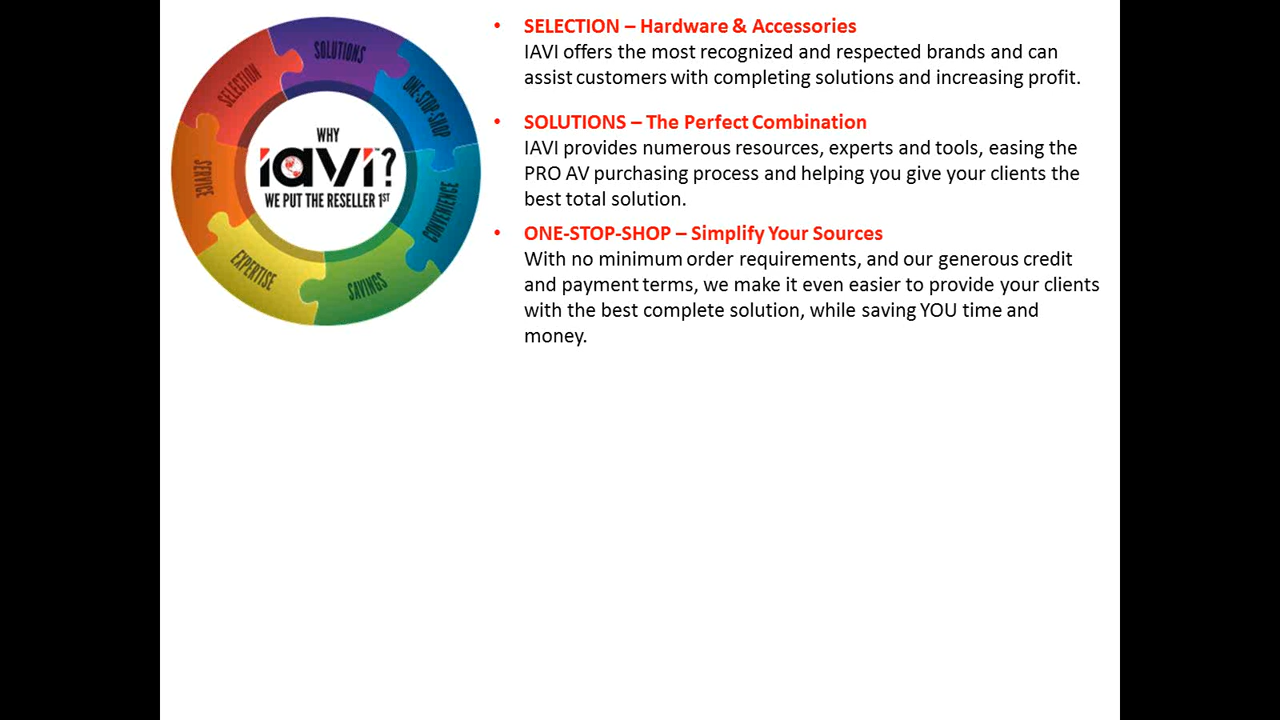 SELECTION
SOLUTIONS
ONE-STOP-SHOP
CONVENIENCE
SAVINGS
EXPERTISE
SERVICE
WHY
iavi™?
WE PUT THE RESELLER 1ST
• SELECTION – Hardware & Accessories
IAVI offers the most recognized and respected brands and can
assist customers with completing solutions and increasing profit.
• SOLUTIONS – The Perfect Combination
IAVI provides numerous resources, experts and tools, easing the
PRO AV purchasing process and helping you give your clients the
best total solution.
• ONE-STOP-SHOP – Simplify Your Sources
With no minimum order requirements, and our generous credit
and payment terms, we make it even easier to provide your clients
with the best complete solution, while saving YOU time and
money.